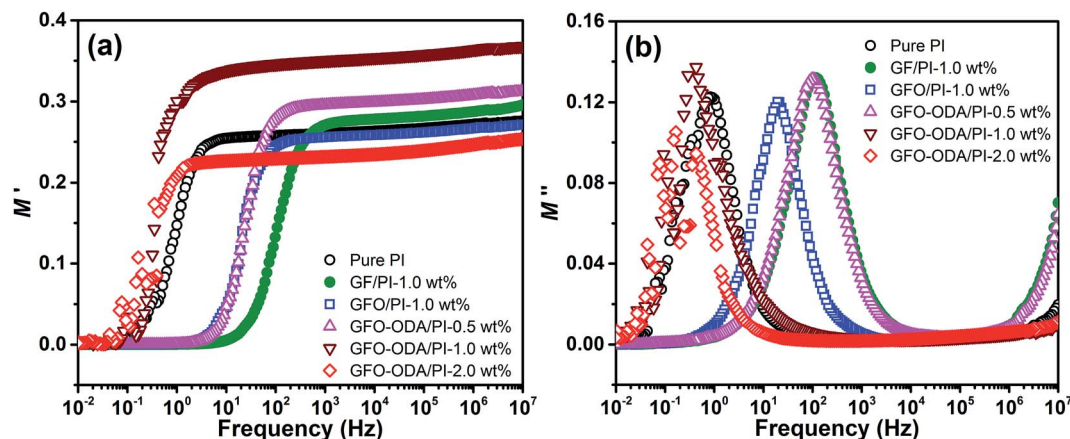 (a)
0.4
0.3
0.2
0.1
0.0
M'
Pure PI
GF/PI-1.0 wt%
GFO/PI-1.0 wt%
GFO-ODA/PI-0.5 wt%
GFO-ODA/PI-1.0 wt%
GFO-ODA/PI-2.0 wt%
10⁻² 10⁻¹ 10⁰ 10¹ 10² 10³ 10⁴ 10⁵ 10⁶ 10⁷
Frequency (Hz)
(b)
0.16
0.12
0.08
0.04
0.00
M''
Pure PI
GF/PI-1.0 wt%
GFO/PI-1.0 wt%
GFO-ODA/PI-0.5 wt%
GFO-ODA/PI-1.0 wt%
GFO-ODA/PI-2.0 wt%
10⁻² 10⁻¹ 10⁰ 10¹ 10² 10³ 10⁴ 10⁵ 10⁶ 10⁷
Frequency (Hz)